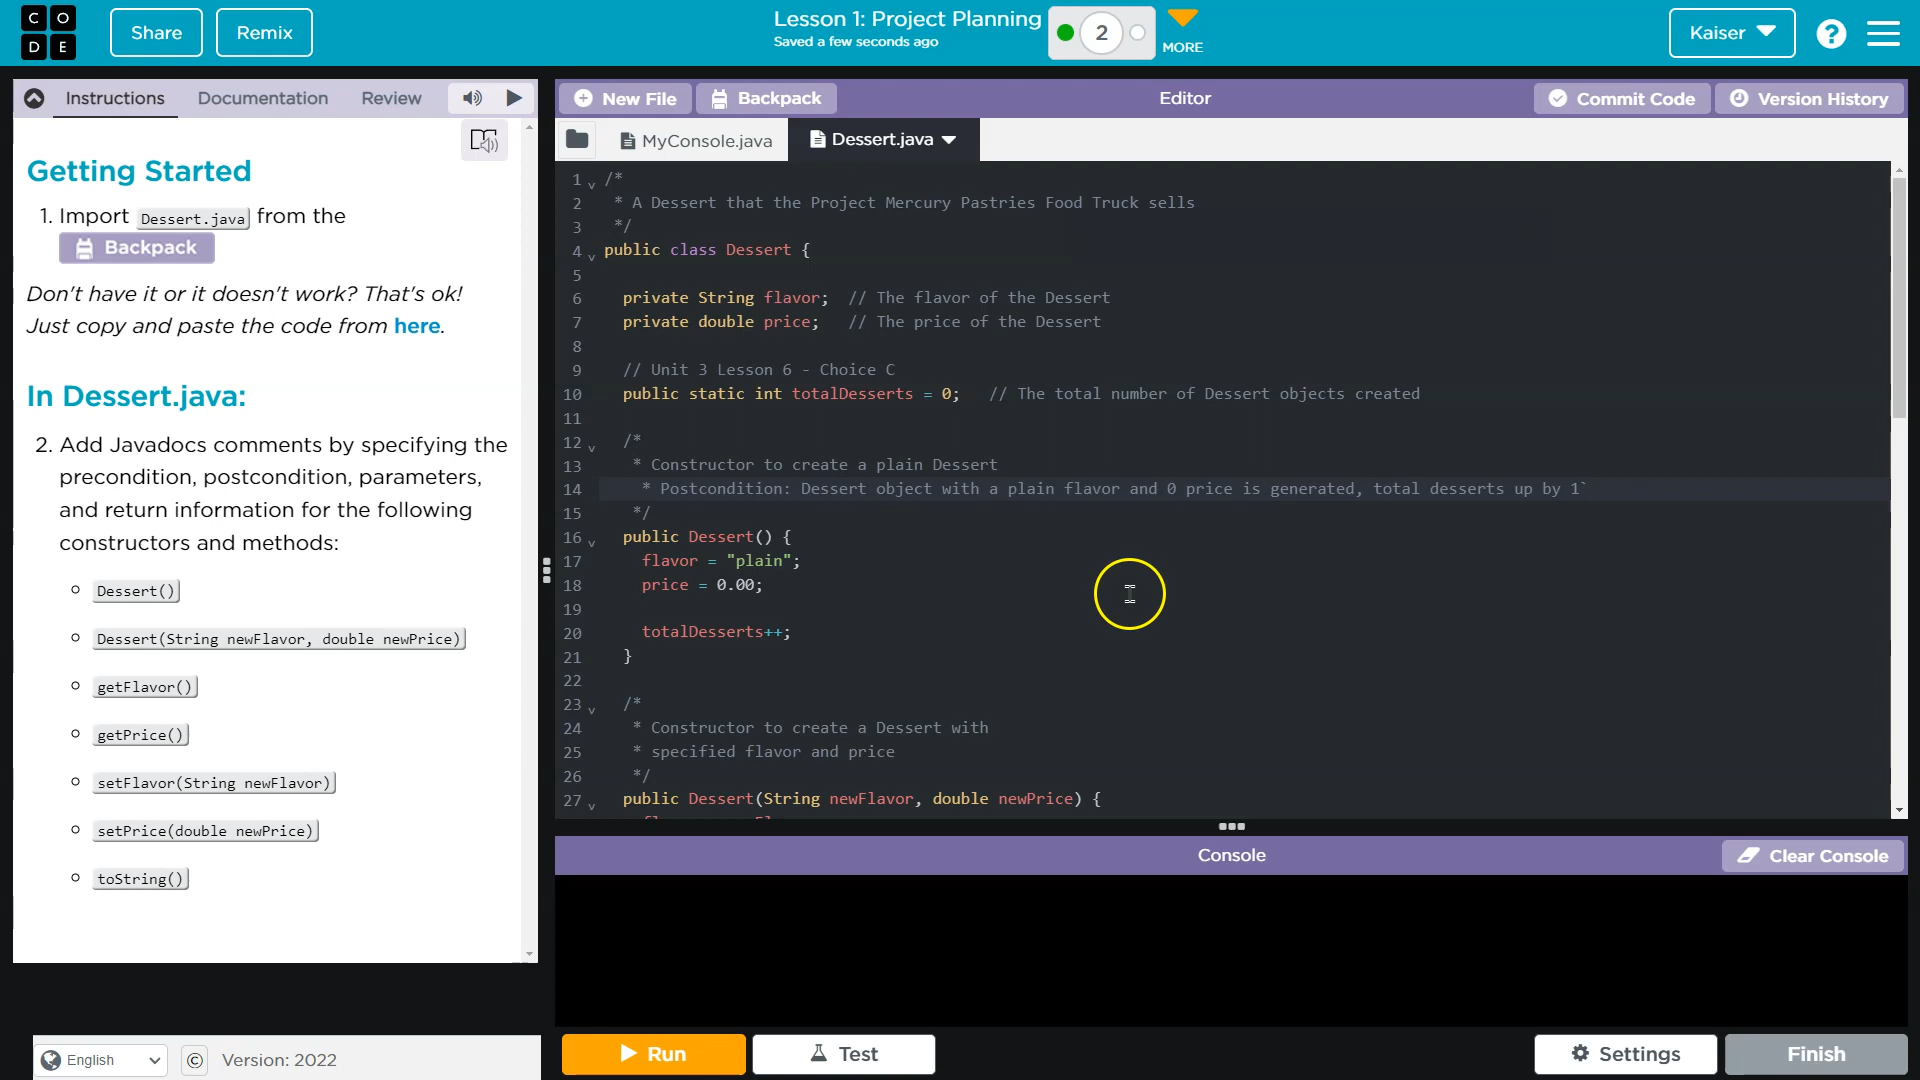 C O
D E
Share
Remix
Lesson 1: Project Planning
Saved a few seconds ago
2
MORE
Kaiser
?
Instructions
Documentation
Review
Getting Started
1. Import Dessert.java from the
Backpack
Don't have it or it doesn't work? That's ok!
Just copy and paste the code from here.
In Dessert.java:
2. Add Javadocs comments by specifying the
precondition, postcondition, parameters,
and return information for the following
constructors and methods:
Dessert()
Dessert(String newFlavor, double newPrice)
getFlavor()
getPrice()
setFlavor(String newFlavor)
setPrice(double newPrice)
toString()
English
© Version: 2022
New File
Backpack
Editor
Commit Code
Version History
MyConsole.java
Dessert.java
1 /*
2 * A Dessert that the Project Mercury Pastries Food Truck sells
3 */
4 public class Dessert {
5
6 private String flavor; // The flavor of the Dessert
7 private double price; // The price of the Dessert
8
9 // Unit 3 Lesson 6 - Choice C
10 public static int totalDesserts = 0; // The total number of Dessert objects created
11
12 /*
13 * Constructor to create a plain Dessert
14 * Postcondition: Dessert object with a plain flavor and 0 price is generated, total desserts up by 1`
15 */
16 public Dessert() {
17 flavor = "plain";
18 price = 0.00;
19
20 totalDesserts++;
21 }
22
23 /*
24 * Constructor to create a Dessert with
25 * specified flavor and price
26 */
27 public Dessert(String newFlavor, double newPrice) {
Console
Clear Console
Run
Test
Settings
Finish